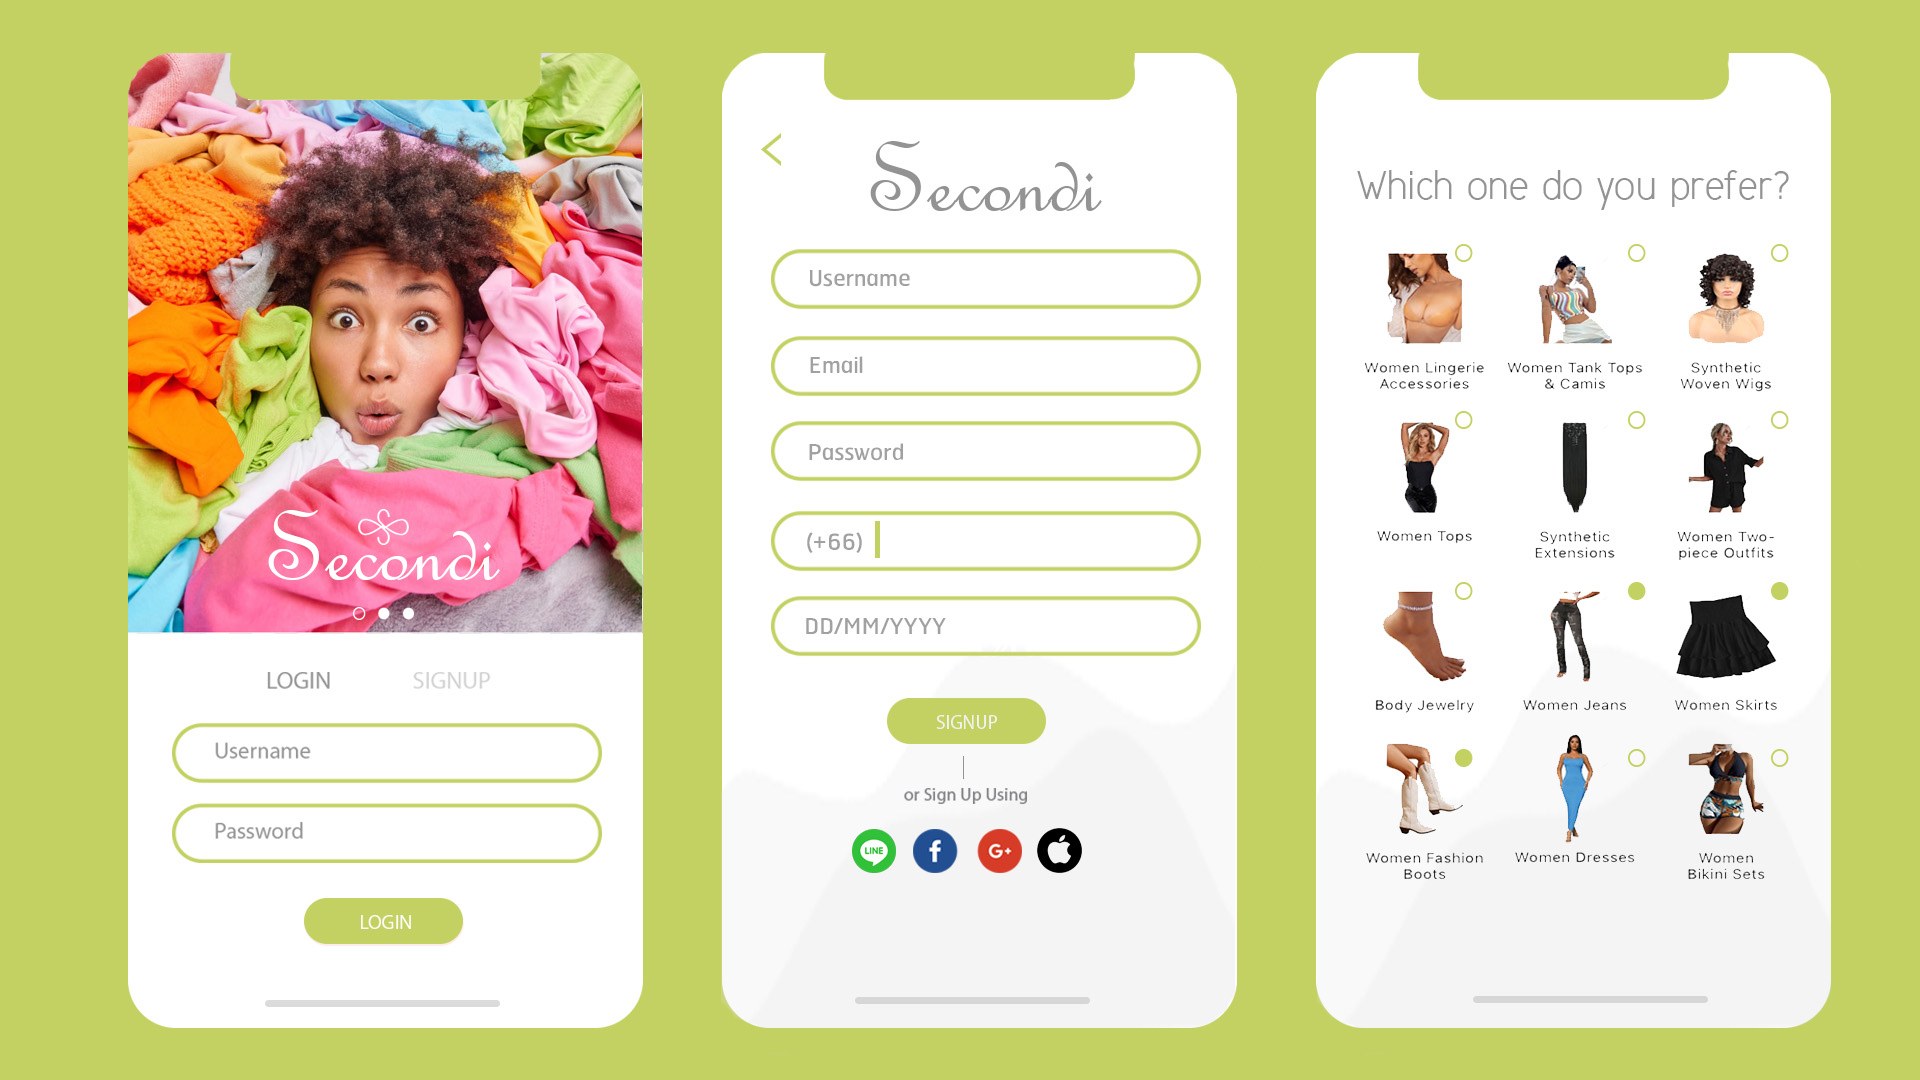 Secondi
LOGIN SIGNUP
Username
Password
LOGIN
Secondi
Username
Email
Password
(+66)
DD/MM/YYYY
SIGNUP
or Sign Up Using
LINE
f
G+
Which one do you prefer?
Women Lingerie
Accessories
Women Tank Tops
& Camis
Synthetic
Woven Wigs
Women Tops
Synthetic
Extensions
Women Two-
piece Outfits
Body Jewelry
Women Jeans
Women Skirts
Women Fashion
Boots
Women Dresses
Women
Bikini Sets